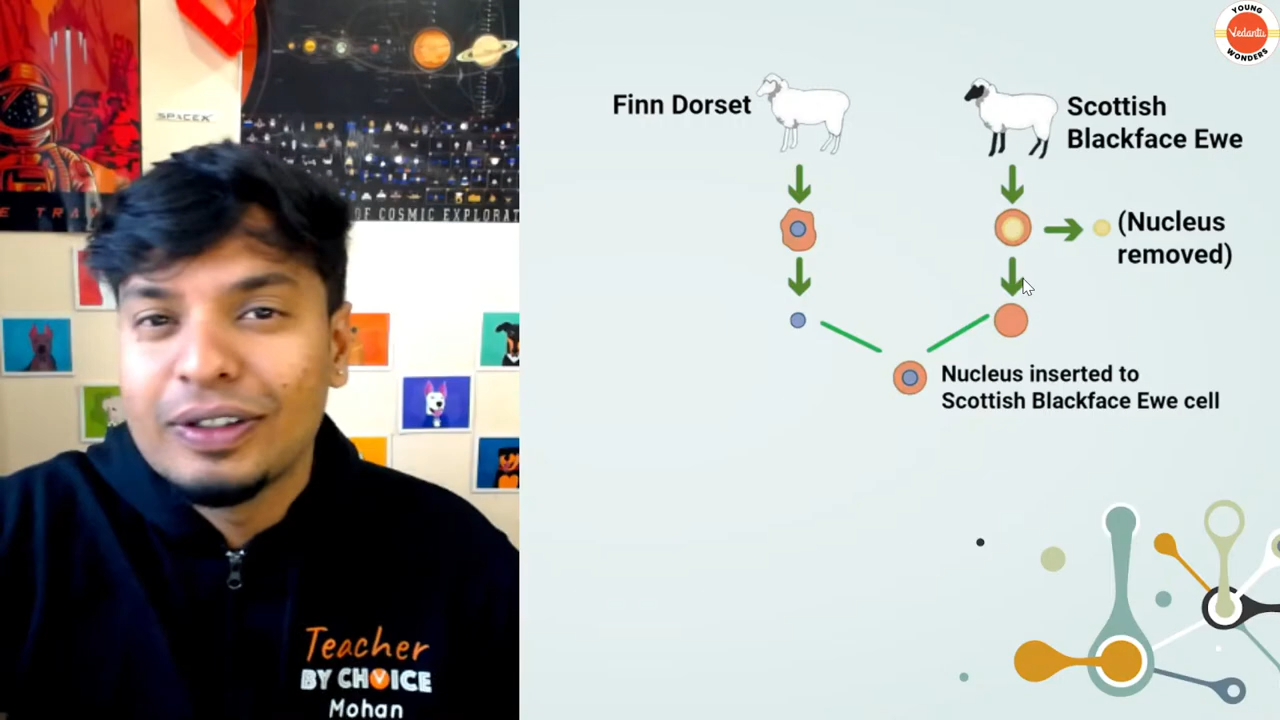 SPACEX
E TRA
OF COSMIC EXPLORAT
Teacher
BY CHOICE
Mohan
YOUNG
Vedantu
WONDERS
Finn Dorset
Scottish
Blackface Ewe
(Nucleus
removed)
Nucleus inserted to
Scottish Blackface Ewe cell